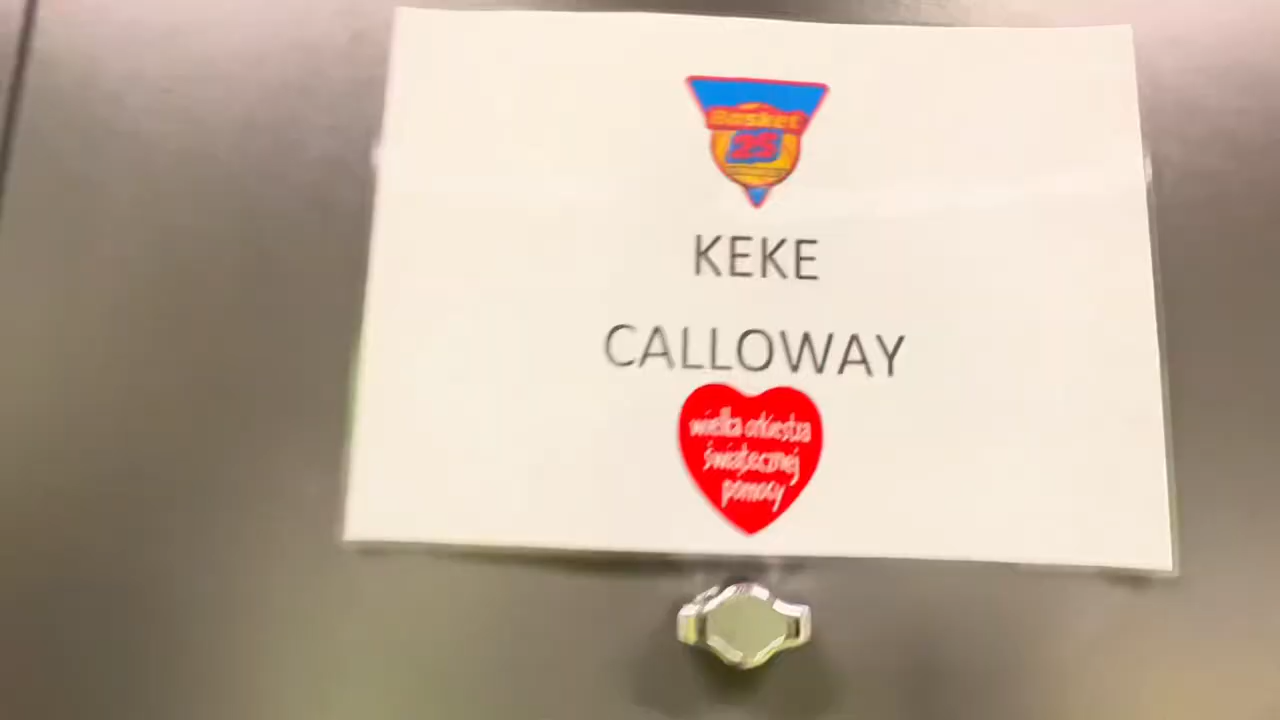 Basket
25
KEKE
CALLOWAY
wielka orkiestra
świątecznej
pomocy